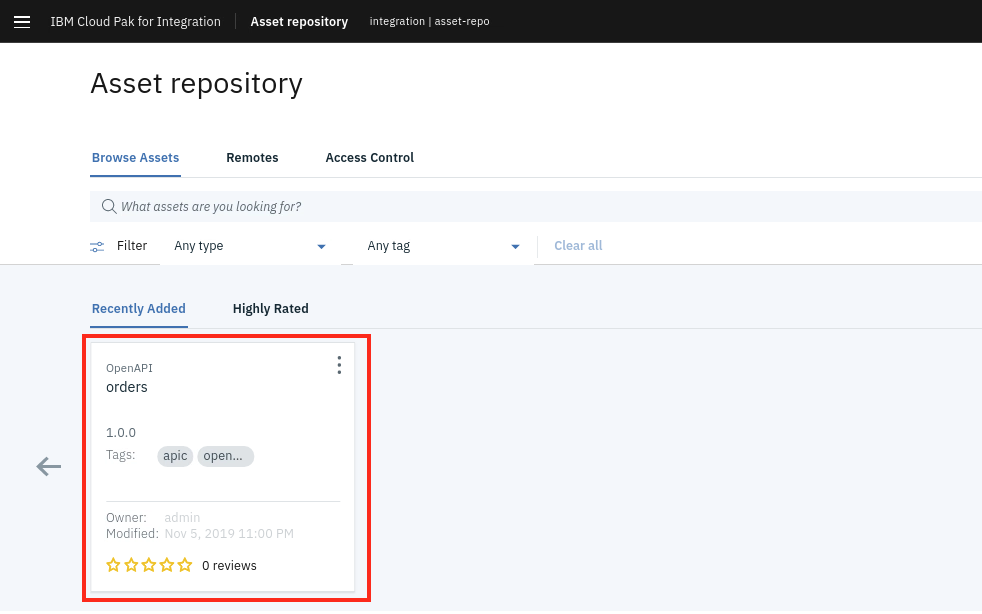 IBM Cloud Pak for Integration Asset repository integration | asset-repo
Asset repository
Browse Assets Remotes Access Control
What assets are you looking for?
Filter Any type Any tag Clear all
Recently Added Highly Rated
OpenAPI
orders
1.0.0
Tags: apic open...
Owner: admin
Modified: Nov 5, 2019 11:00 PM
0 reviews